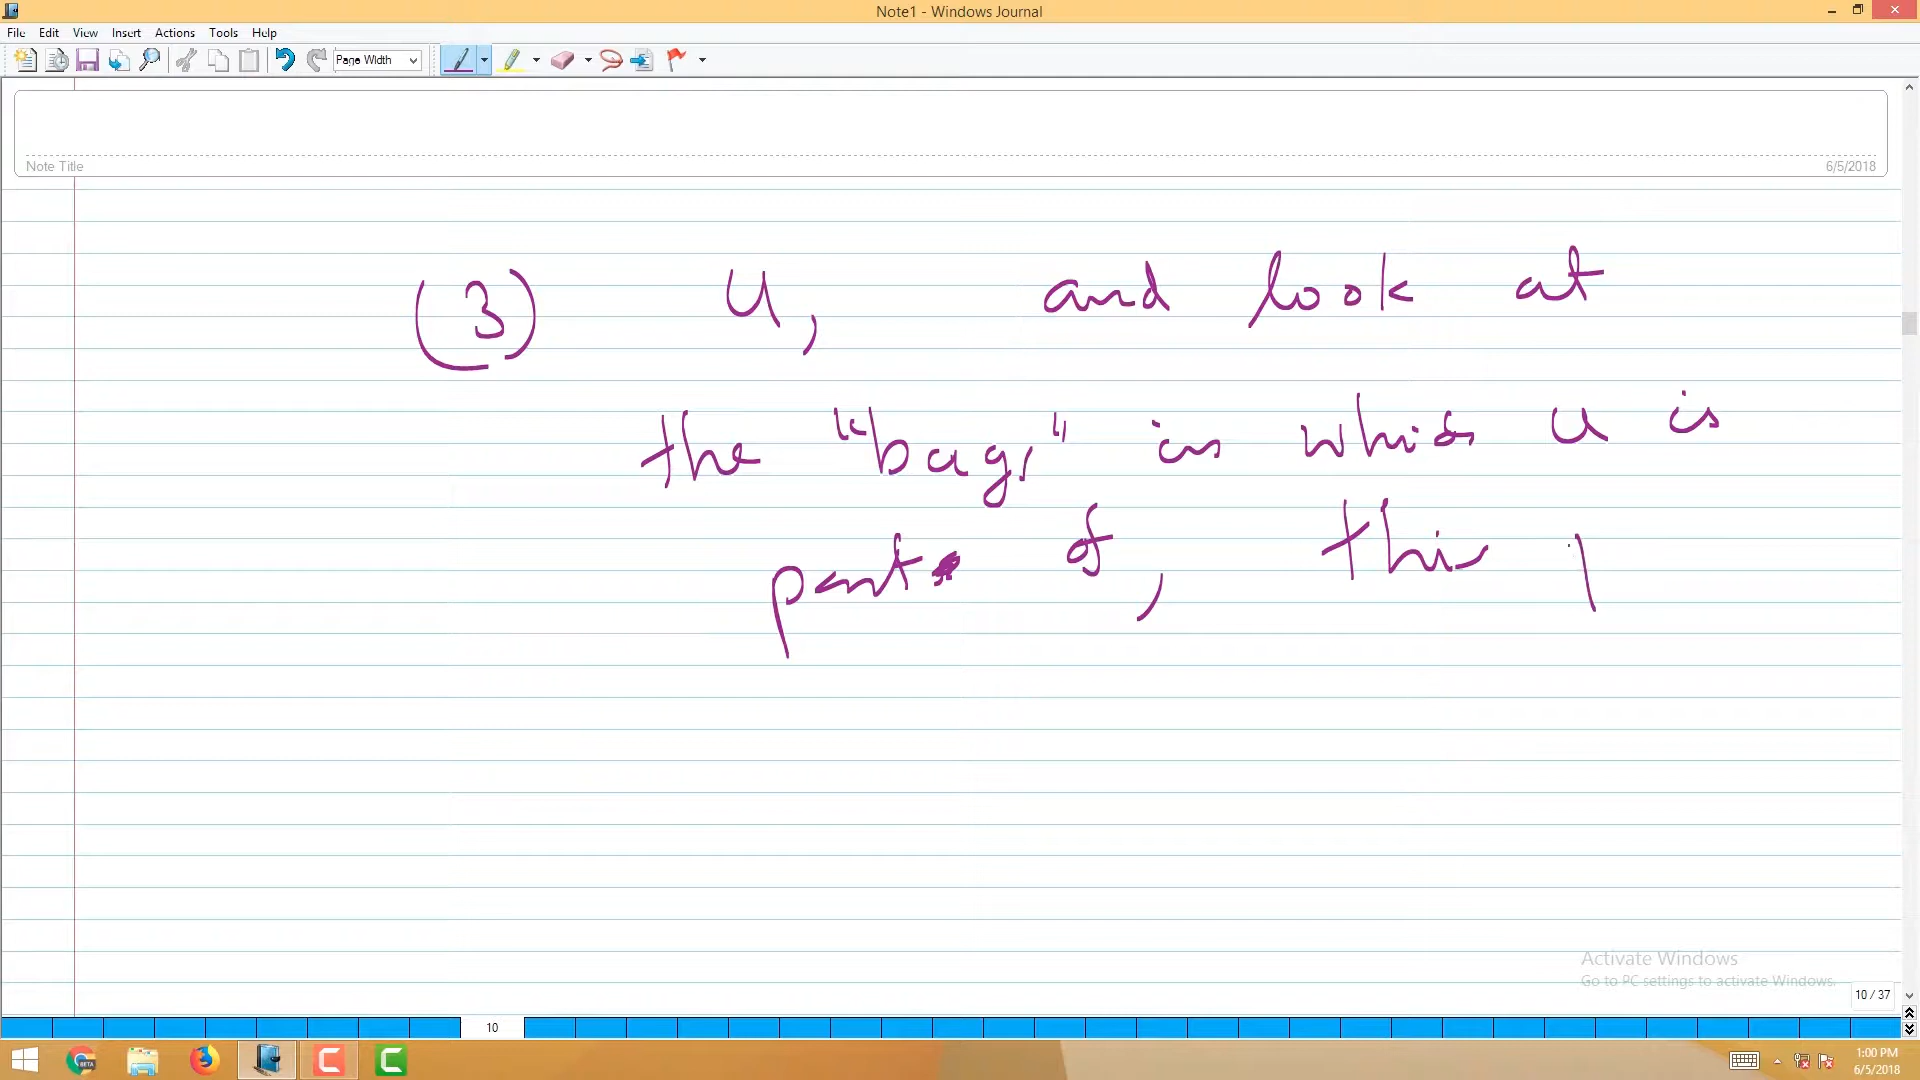 Note1 - Windows Journal
File Edit View Insert Actions Tools Help
Page Width
Note Title
6/5/2018
(3) u, and look at
the "bags" in which u is
part of, this
Activate Windows
Go to PC settings to activate Windows.
10 / 37
10
BETA
1:00 PM
6/5/2018